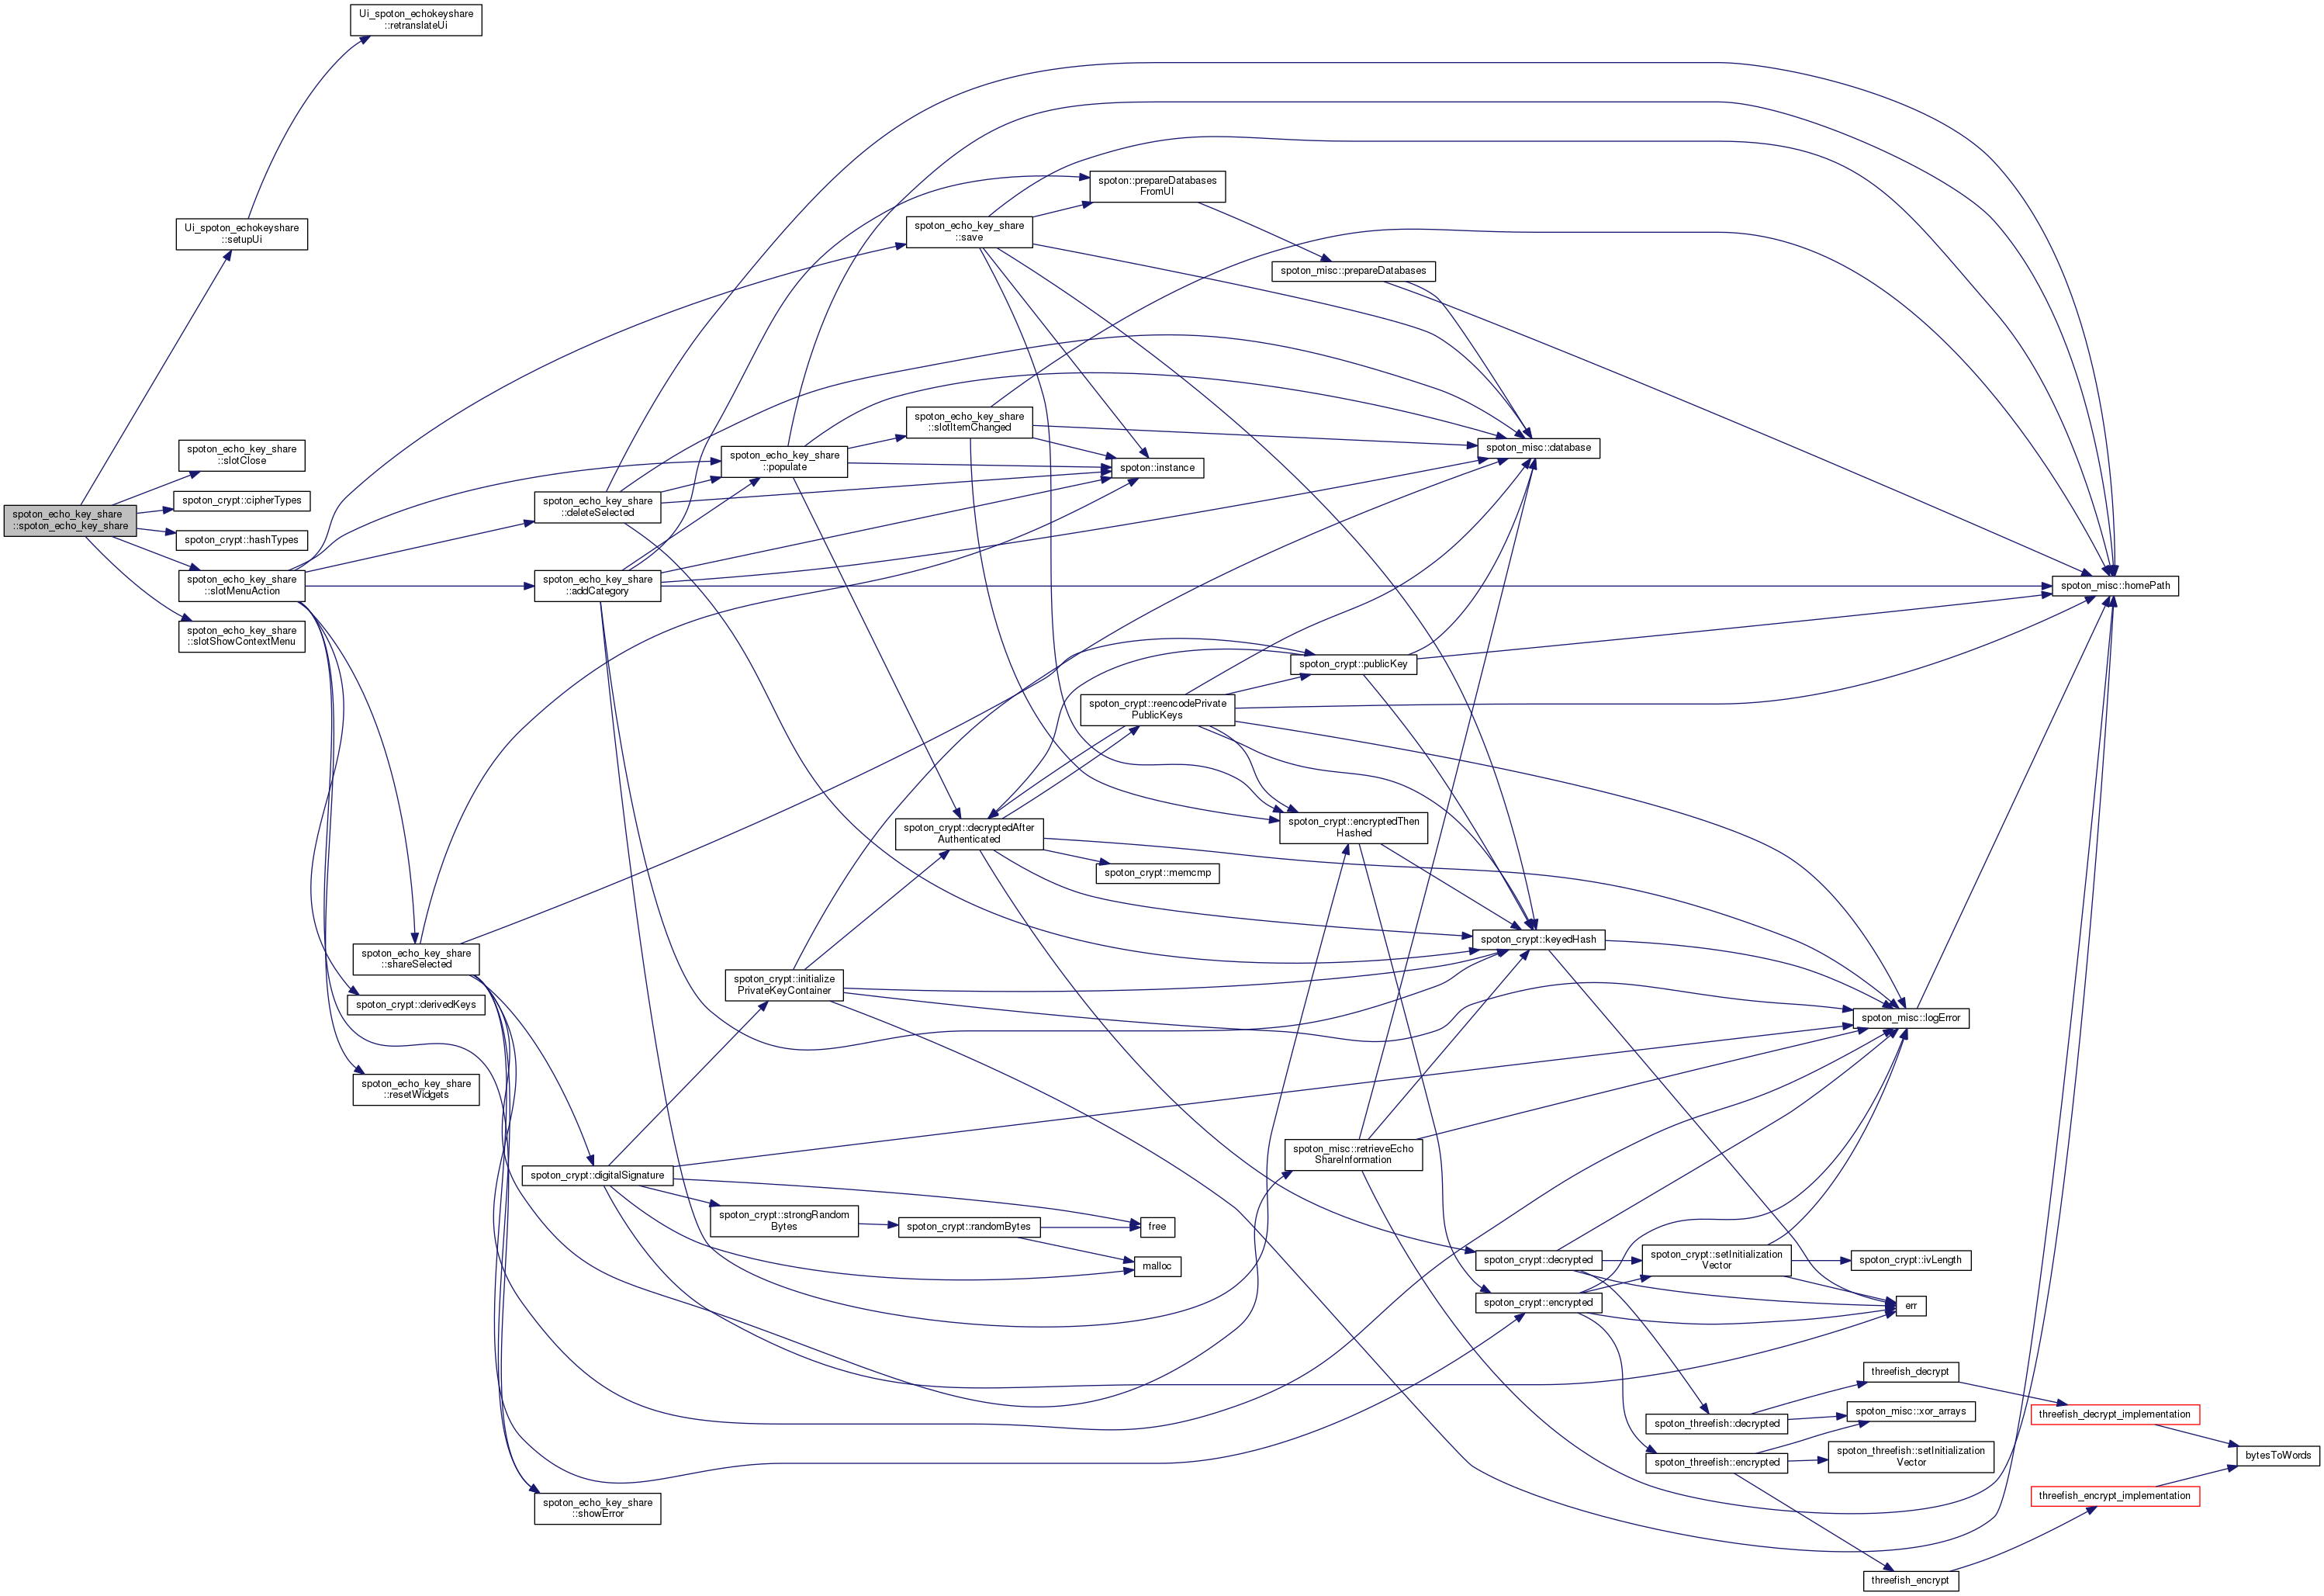 Ui_spoton_echokeyshare
::retranslateUi
Ui_spoton_echokeyshare
::setupUi
spoton_echo_key_share
::slotClose
spoton_crypt::cipherTypes
spoton_echo_key_share
::spoton_echo_key_share
spoton_crypt::hashTypes
spoton_echo_key_share
::slotMenuAction
spoton_echo_key_share
::slotShowContextMenu
spoton_echo_key_share
::shareSelected
spoton_crypt::derivedKeys
spoton_echo_key_share
::resetWidgets
spoton_echo_key_share
::deleteSelected
spoton_echo_key_share
::addCategory
spoton_crypt::digitalSignature
spoton_echo_key_share
::showError
spoton_echo_key_share
::populate
spoton_crypt::initialize
PrivateKeyContainer
spoton_crypt::strongRandom
Bytes
spoton_echo_key_share
::save
spoton_echo_key_share
::slotItemChanged
spoton_crypt::decryptedAfter
Authenticated
spoton_crypt::randomBytes
spoton::prepareDatabases
FromUI
spoton::instance
spoton_crypt::reencodePrivate
PublicKeys
spoton_crypt::memcmp
free
malloc
spoton_misc::prepareDatabases
spoton_crypt::publicKey
spoton_crypt::encryptedThen
Hashed
spoton_misc::retrieveEcho
ShareInformation
spoton_misc::database
spoton_crypt::keyedHash
spoton_crypt::decrypted
spoton_crypt::encrypted
spoton_crypt::setInitialization
Vector
spoton_threefish::decrypted
spoton_threefish::encrypted
spoton_misc::logError
spoton_crypt::ivLength
err
threefish_decrypt
spoton_misc::xor_arrays
spoton_threefish::setInitialization
Vector
threefish_encrypt
spoton_misc::homePath
threefish_decrypt_implementation
threefish_encrypt_implementation
bytesToWords